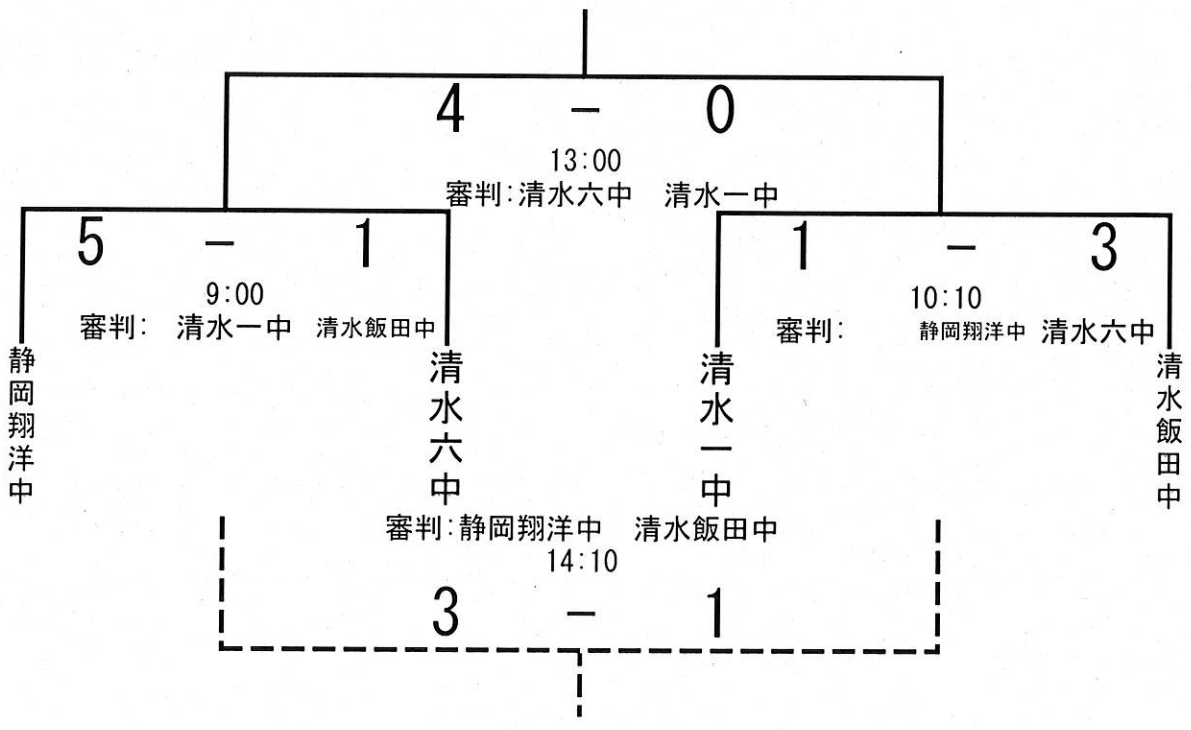 4 － 0
13:00
審判:清水六中　清水一中
5 － 1
9:00
審判:　清水一中　清水飯田中
1 － 3
10:10
審判:　静岡翔洋中　清水六中
静岡翔洋中
清水六中
清水一中
清水飯田中
審判:静岡翔洋中　清水飯田中
14:10
3 － 1